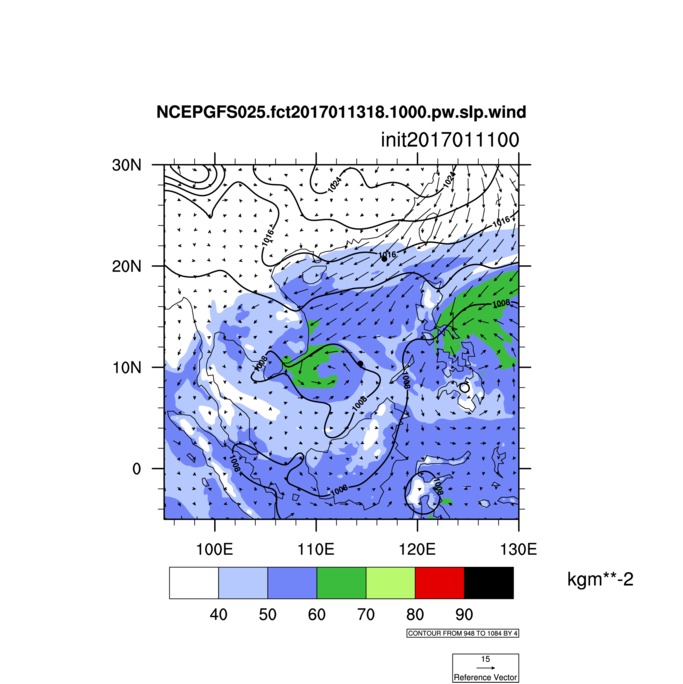 NCEPGFS025.fct2017011318.1000.pw.slp.wind
init2017011100
30N
20N
10N
0
1024
1024
1016
1016
1016
1008
1008
1008
1008
1008
1008
1008
100E 110E 120E 130E
kgm**-2
40 50 60 70 80 90
CONTOUR FROM 948 TO 1084 BY 4
15
Reference Vector